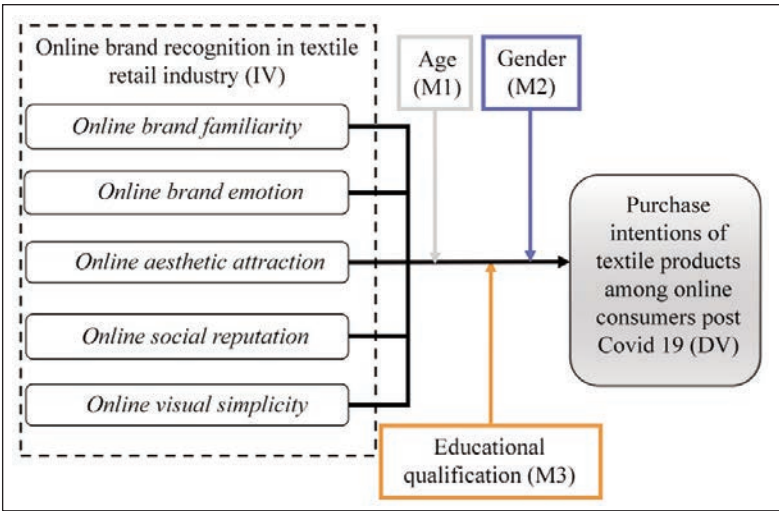 Online brand recognition in textile
retail industry (IV)
Online brand familiarity
Online brand emotion
Online aesthetic attraction
Online social reputation
Online visual simplicity
Age
(M1)
Gender
(M2)
Educational
qualification (M3)
Purchase
intentions of
textile products
among online
consumers post
Covid 19 (DV)